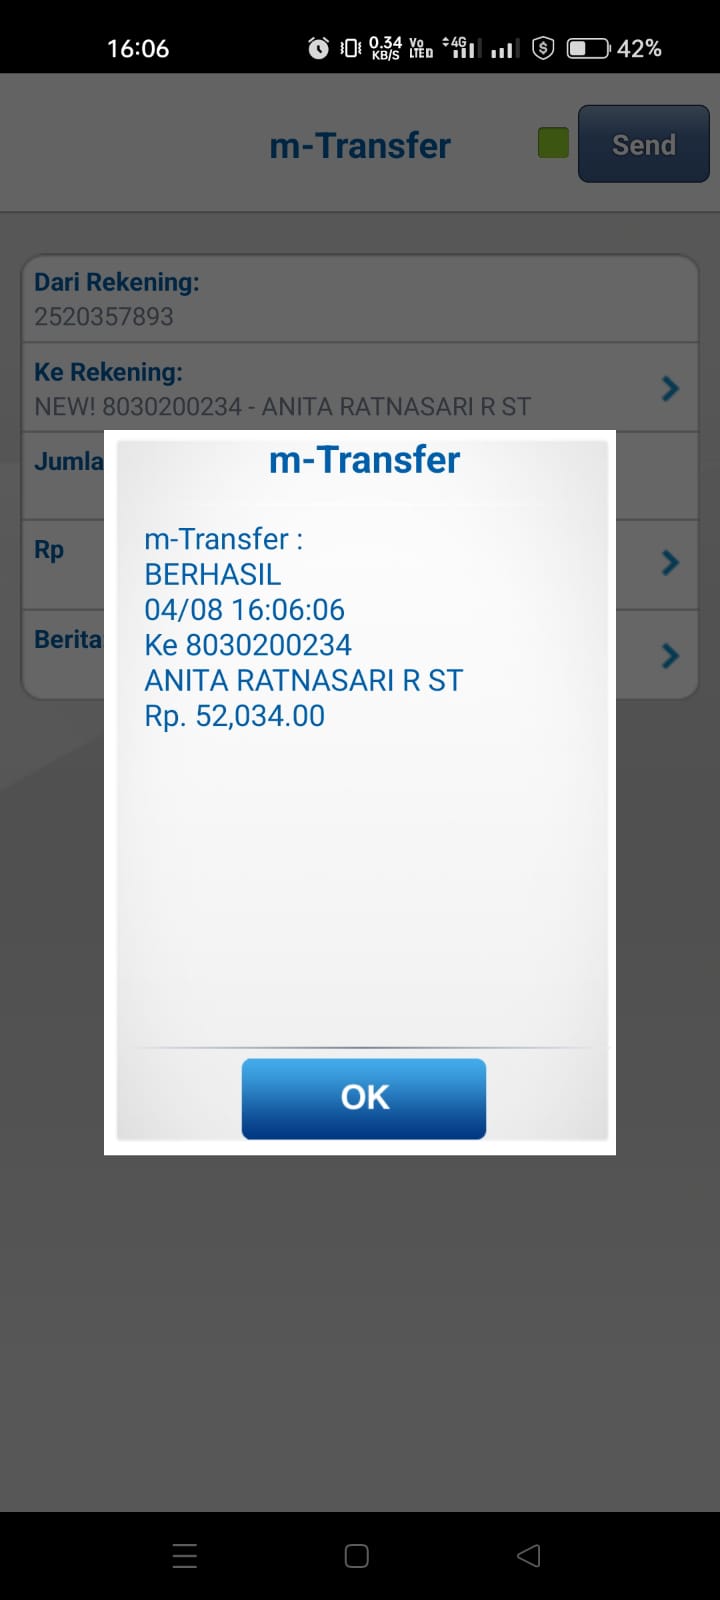 16:06
0.34 KB/S
Vo LTED
4G
42%
m-Transfer
Send
Dari Rekening:
2520357893
Ke Rekening:
NEW! 8030200234 - ANITA RATNASARI R ST
Jumla
Rp
Berita
m-Transfer
m-Transfer :
BERHASIL
04/08 16:06:06
Ke 8030200234
ANITA RATNASARI R ST
Rp. 52,034.00
OK